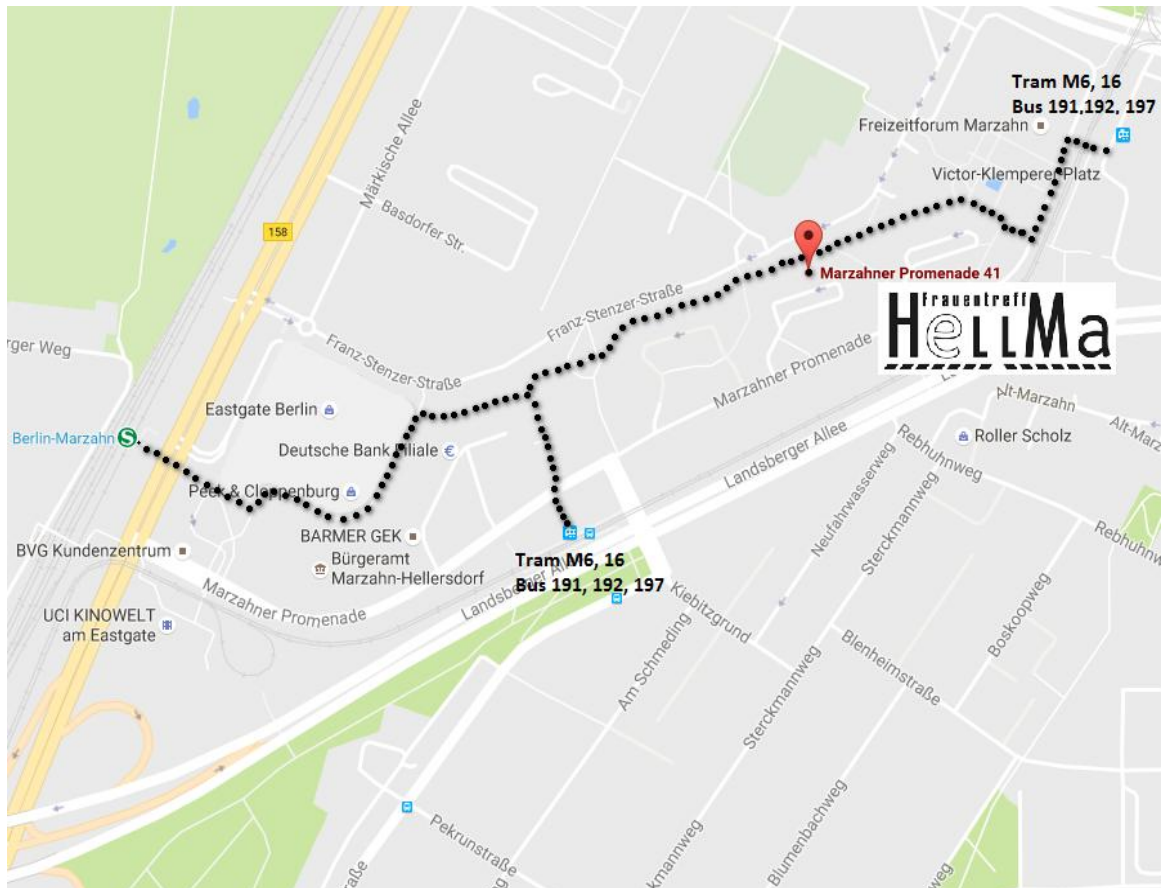 Tram M6, 16
Bus 191,192, 197
Freizeitforum Marzahn
Victor-Klemperer-Platz
Märkische Allee
Basdorfer Str.
158
Marzahner Promenade 41
Frauentreff
HeLLMa
Franz-Stenzer-Straße
rger Weg
Franz-Stenzer-Straße
Marzahner Promenade
Alt-Marzahn
Alt-Marza
Eastgate Berlin
Berlin-Marzahn
S
Deutsche Bank Filiale
€
Roller Scholz
Rebhuhnweg
Landsberger Allee
Peek & Cloppenburg
Neufahrwasserweg
Sterckmannweg
Rebhuhnw
BARMER GEK
BVG Kundenzentrum
Bürgeramt
Marzahn-Hellersdorf
Tram M6, 16
Bus 191, 192, 197
Landsberger Allee
Marzahner Promenade
UCI KINOWELT
am Eastgate
Kiebitzgrund
Am Schmeding
Blenheimstraße
Boskoopweg
Sterckmannweg
Blumenbachweg
Pekrunstraße
kmannweg
raße
weg